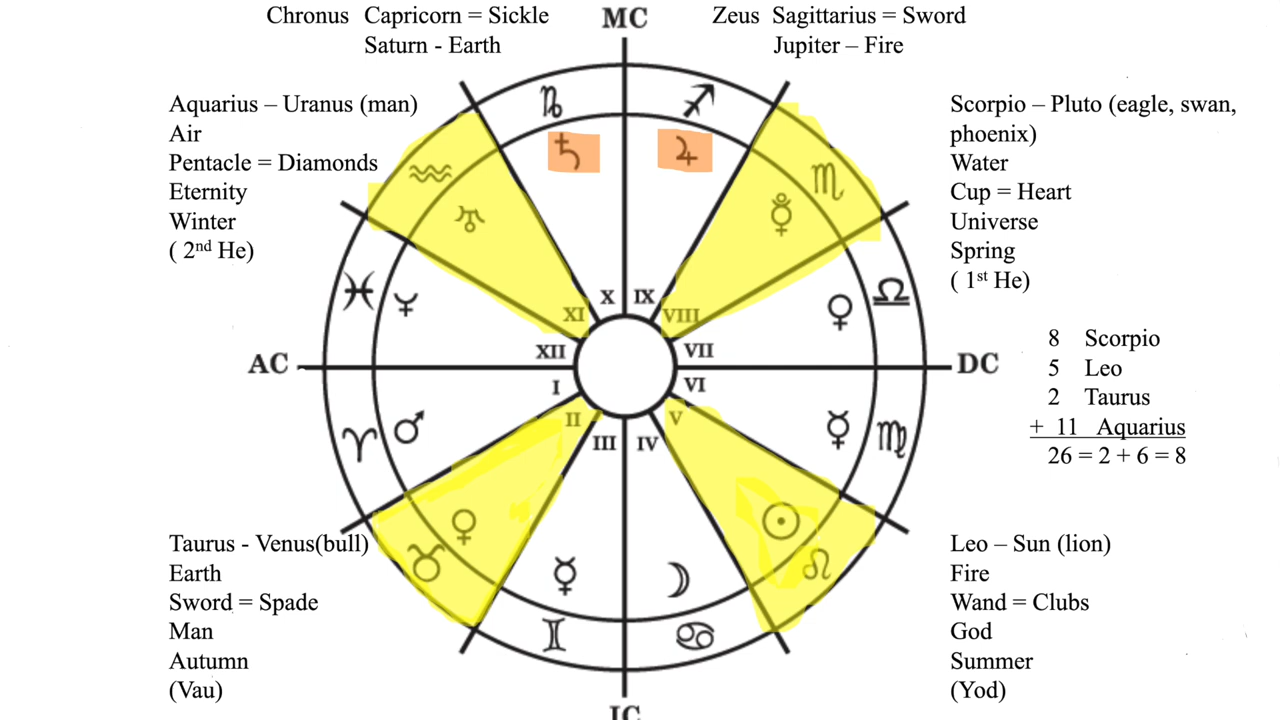 Chronus Capricorn = Sickle
Saturn - Earth
MC
Zeus Sagittarius = Sword
Jupiter – Fire
Aquarius – Uranus (man)
Air
Pentacle = Diamonds
Eternity
Winter
( 2nd He)
Scorpio – Pluto (eagle, swan,
phoenix)
Water
Cup = Heart
Universe
Spring
( 1st He)
X IX
XI VIII
XII VII
AC DC
I VI
II V
III IV
8 Scorpio
5 Leo
2 Taurus
+ 11 Aquarius
26 = 2 + 6 = 8
Taurus - Venus(bull)
Earth
Sword = Spade
Man
Autumn
(Vau)
Leo – Sun (lion)
Fire
Wand = Clubs
God
Summer
(Yod)
IC